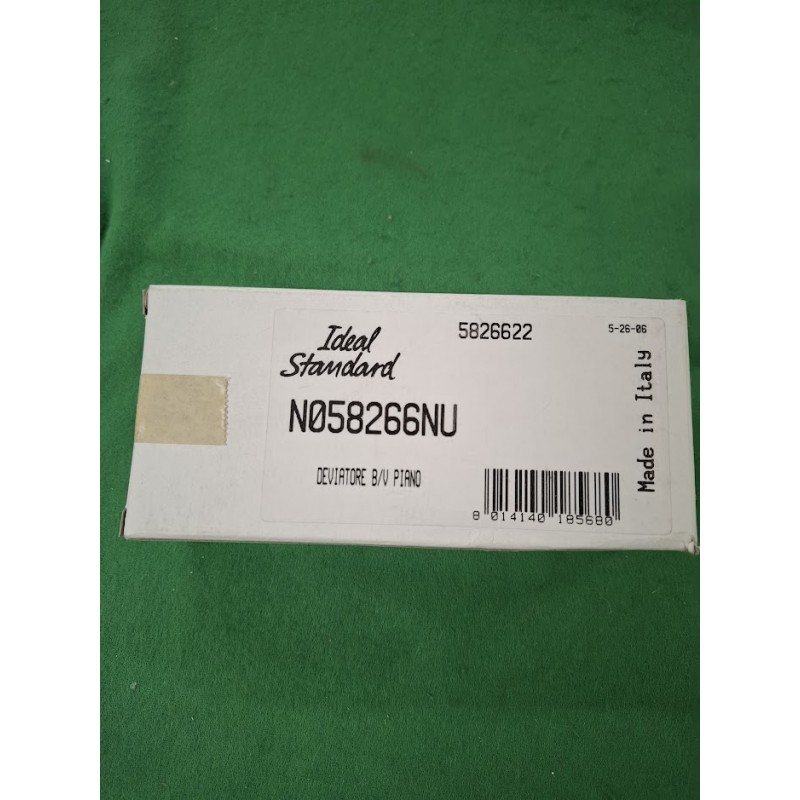 Ideal
Standard
5826622
5-26-06
N058266NU
DEVIATORE B/V PIANO
8 014140 185680
Made in Italy